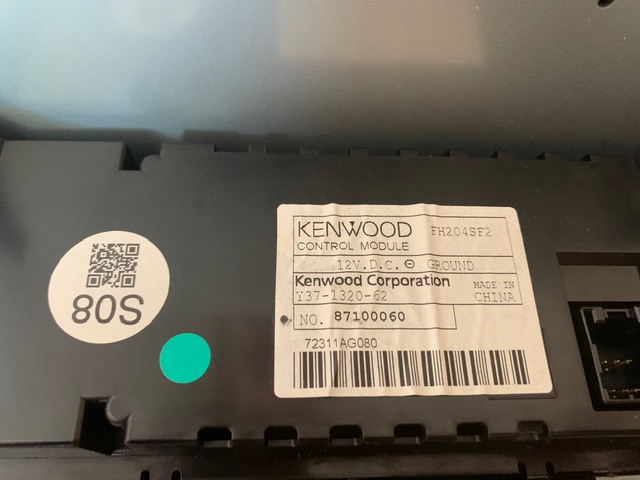 KENWOOD FH204SF2
CONTROL MODULE
12V.D.C. ⊖ GROUND
Kenwood Corporation MADE IN
Y37-1320-62 CHINA
NO. 87100060
72311AG080
80S